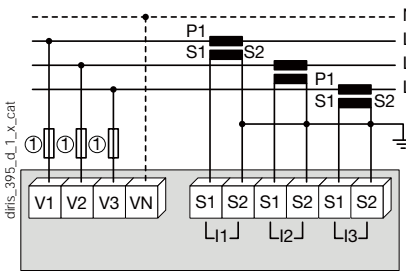 P1
S1 S2
P1
S1 S2
① ① ①
diris_395_d_1_x_cat
V1 V2 V3 VN S1 S2 S1 S2 S1 S2
I1 I2 I3